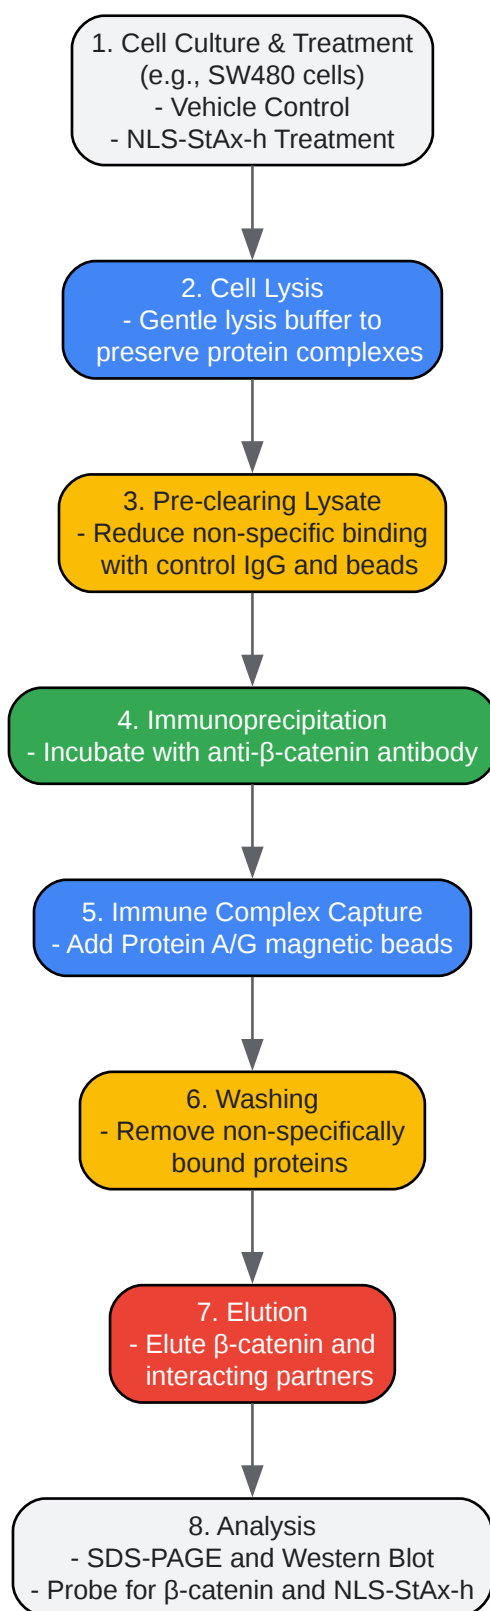 1. Cell Culture & Treatment
(e.g., SW480 cells)
- Vehicle Control
- NLS-StAx-h Treatment
2. Cell Lysis
- Gentle lysis buffer to
preserve protein complexes
3. Pre-clearing Lysate
- Reduce non-specific binding
with control IgG and beads
4. Immunoprecipitation
- Incubate with anti-β-catenin antibody
5. Immune Complex Capture
- Add Protein A/G magnetic beads
6. Washing
- Remove non-specifically
bound proteins
7. Elution
- Elute β-catenin and
interacting partners
8. Analysis
- SDS-PAGE and Western Blot
- Probe for β-catenin and NLS-StAx-h